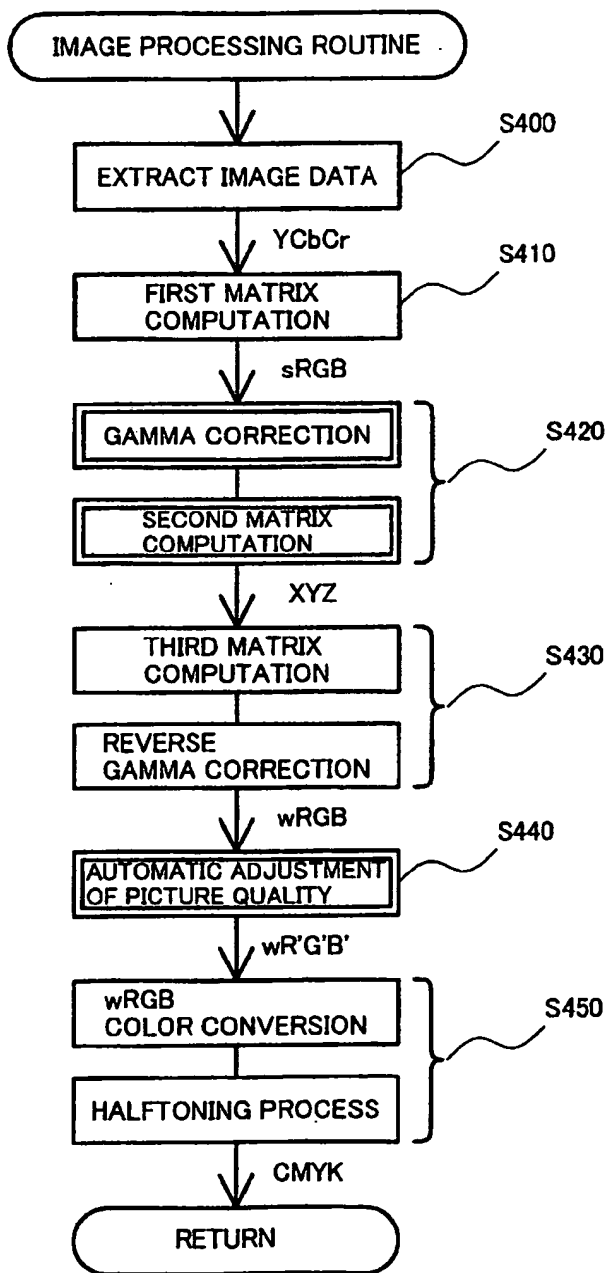 IMAGE PROCESSING ROUTINE
S400
EXTRACT IMAGE DATA
YCbCr
S410
FIRST MATRIX
COMPUTATION
sRGB
GAMMA CORRECTION
S420
SECOND MATRIX
COMPUTATION
XYZ
THIRD MATRIX
COMPUTATION
S430
REVERSE
GAMMA CORRECTION
wRGB
S440
AUTOMATIC ADJUSTMENT
OF PICTURE QUALITY
wR'G'B'
wRGB
COLOR CONVERSION
S450
HALFTONING PROCESS
CMYK
RETURN